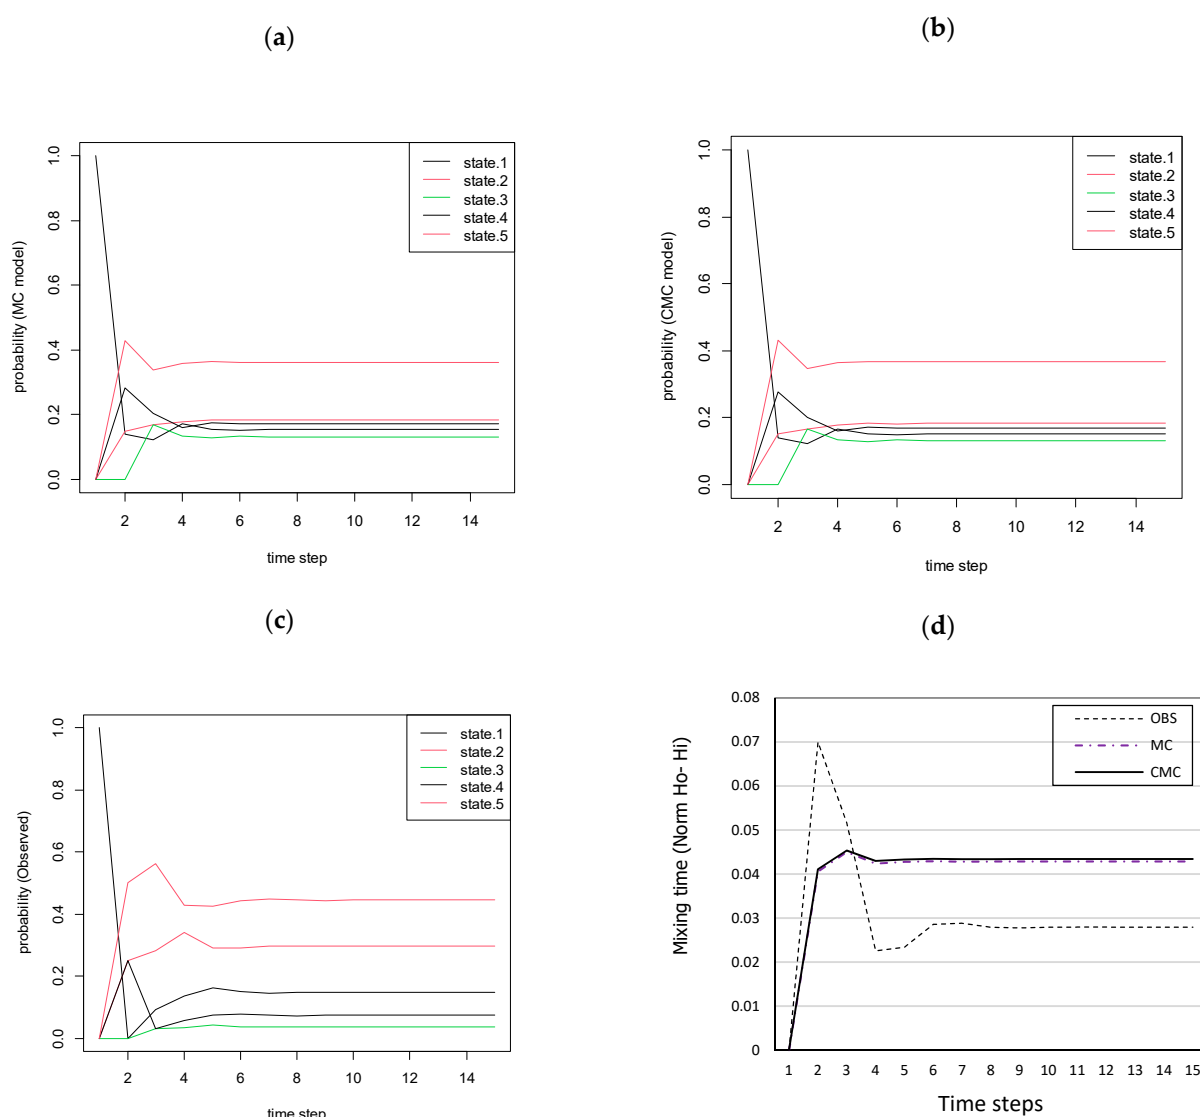 (a)
probability (MC model)
1.0
0.8
0.6
0.4
0.2
0.0
state.1
state.2
state.3
state.4
state.5
2 4 6 8 10 12 14
time step
(b)
probability (CMC model)
1.0
0.8
0.6
0.4
0.2
0.0
state.1
state.2
state.3
state.4
state.5
2 4 6 8 10 12 14
time step
(c)
probability (Observed)
1.0
0.8
0.6
0.4
0.2
0.0
state.1
state.2
state.3
state.4
state.5
2 4 6 8 10 12 14
time step
(d)
Mixing time (Norm Ho- Hi)
0.08
0.07
0.06
0.05
0.04
0.03
0.02
0.01
0
OBS
MC
CMC
1 2 3 4 5 6 7 8 9 10 11 12 13 14 15
Time steps